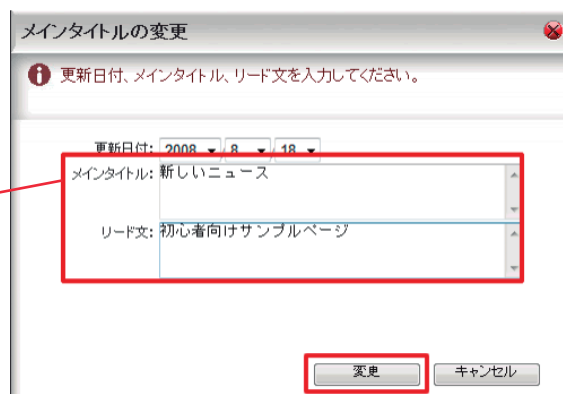 メインタイトルの変更
更新日付、メインタイトル、リード文を入力してください。
更新日付: 2008 8 18
メインタイトル: 新しいニュース
リード文: 初心者向けサンプルページ
変更 キャンセル